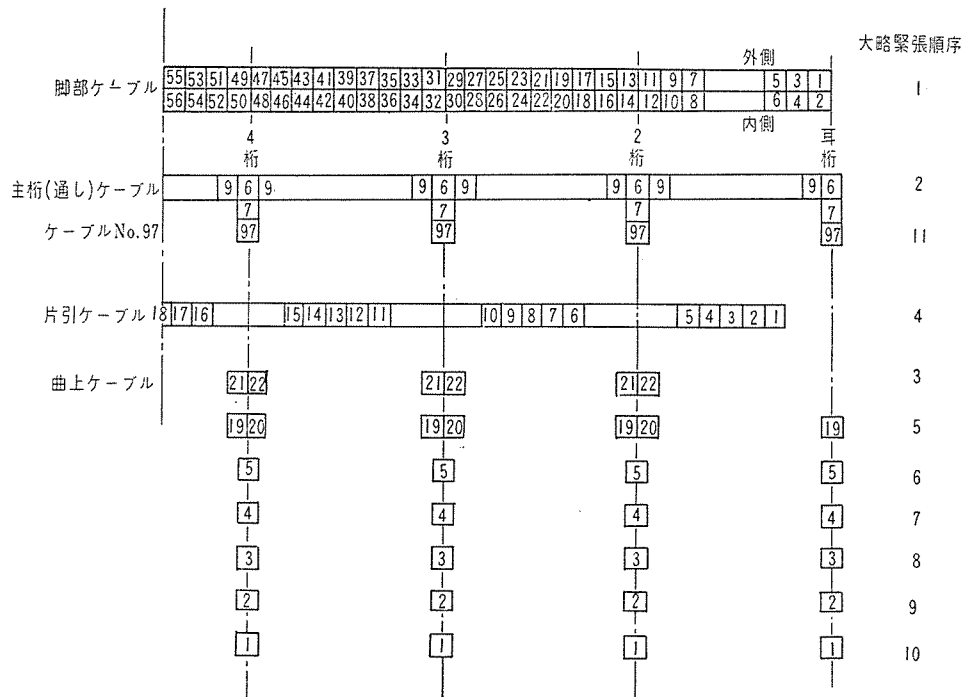 大略緊張順序
外側
脚部ケーブル 55 53 51 49 47 45 43 41 39 37 35 33 31 29 27 25 23 21 19 17 15 13 11 9 7 5 3 1 1
56 54 52 50 48 46 44 42 40 38 36 34 32 30 28 26 24 22 20 18 16 14 12 10 8 6 4 2
内側
4桁 3桁 2桁 耳桁
主桁(通し)ケーブル 9 6 9 9 6 9 9 6 9 9 6 2
7 7 7 7
ケーブルNo.97 97 97 97 97 11
片引ケーブル 18 17 16 15 14 13 12 11 10 9 8 7 6 5 4 3 2 1 4
曲上ケーブル 21 22 21 22 21 22 3
19 20 19 20 19 20 19 5
5 5 5 5 6
4 4 4 4 7
3 3 3 3 8
2 2 2 2 9
1 1 1 1 10